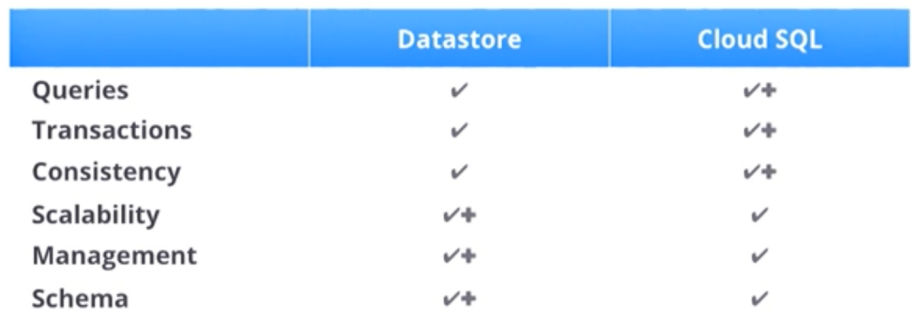 Datastore Cloud SQL
Queries ✔ ✔+
Transactions ✔ ✔+
Consistency ✔ ✔+
Scalability ✔+ ✔
Management ✔+ ✔
Schema ✔+ ✔